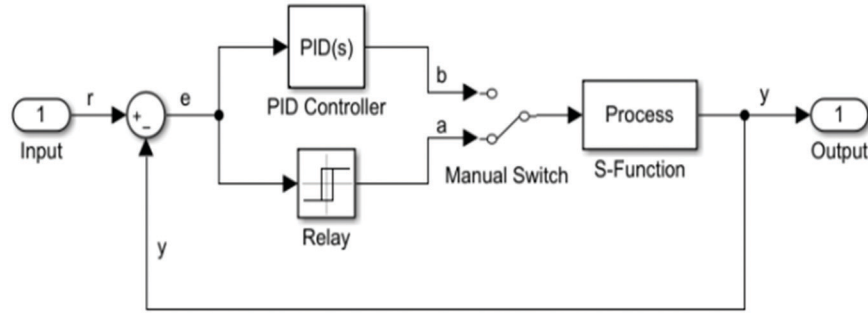 1
Input
r
+
−
e
PID(s)
PID Controller
b
a
Relay
Manual Switch
Process
S-Function
y
1
Output
y